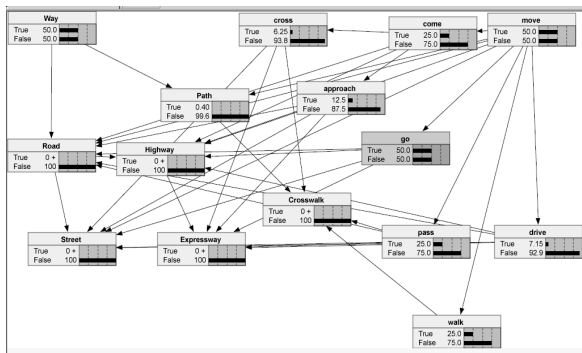 Way
True 50.0
False 50.0
cross
True 6.25
False 93.8
come
True 25.0
False 75.0
move
True 50.0
False 50.0
Path
True 0.40
False 99.6
approach
True 12.5
False 87.5
Road
True 0 +
False 100
Highway
True 0 +
False 100
go
True 50.0
False 50.0
Crosswalk
True 0 +
False 100
Street
True 0 +
False 100
Expressway
True 0 +
False 100
pass
True 25.0
False 75.0
drive
True 7.15
False 92.9
walk
True 25.0
False 75.0